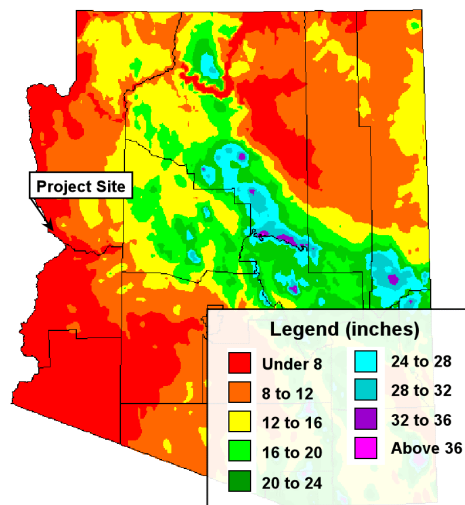 Project Site
Legend (inches)
Under 8
8 to 12
12 to 16
16 to 20
20 to 24
24 to 28
28 to 32
32 to 36
Above 36